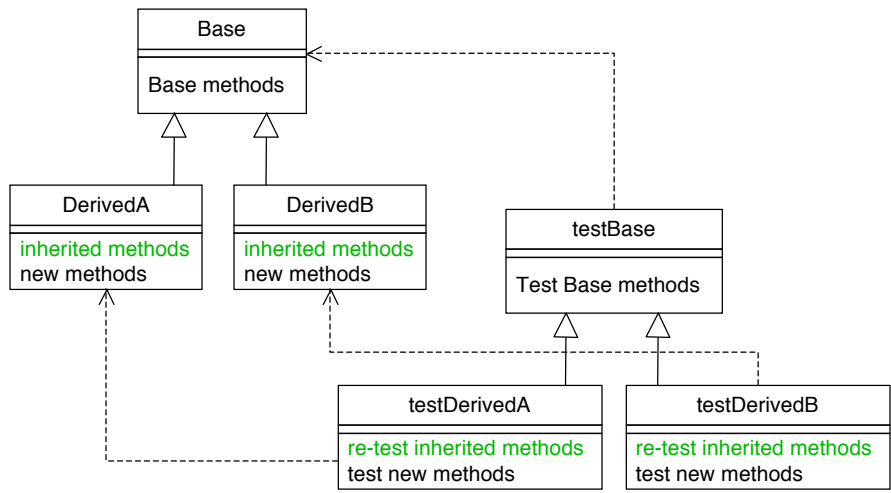 Base
Base methods
DerivedA
inherited methods
new methods
DerivedB
inherited methods
new methods
testBase
Test Base methods
testDerivedA
re-test inherited methods
test new methods
testDerivedB
re-test inherited methods
test new methods